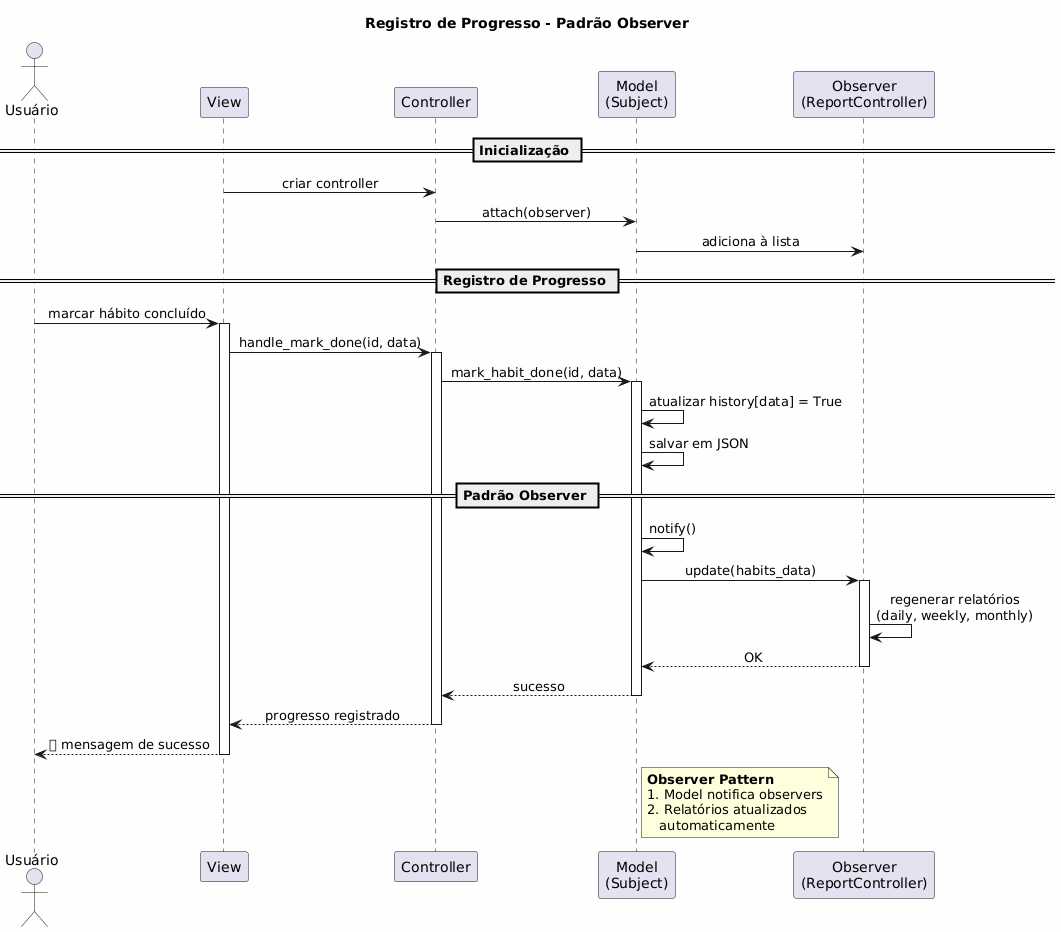 Registro de Progresso - Padrão Observer
Usuário
View
Controller
Model
(Subject)
Observer
(ReportController)
Inicialização
criar controller
attach(observer)
adiciona à lista
Registro de Progresso
marcar hábito concluído
handle_mark_done(id, data)
mark_habit_done(id, data)
atualizar history[data] = True
salvar em JSON
Padrão Observer
notify()
update(habits_data)
regenerar relatórios
(daily, weekly, monthly)
OK
sucesso
progresso registrado
mensagem de sucesso
Observer Pattern
1. Model notifica observers
2. Relatórios atualizados
automaticamente
Usuário
View
Controller
Model
(Subject)
Observer
(ReportController)